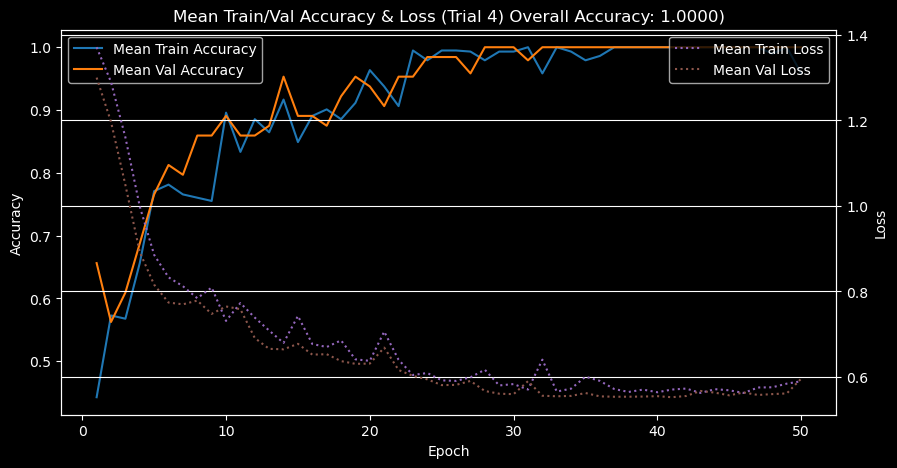 Mean Train/Val Accuracy & Loss (Trial 4) Overall Accuracy: 1.0000)
Mean Train Accuracy
Mean Val Accuracy
Mean Train Loss
Mean Val Loss
1.0
0.9
0.8
0.7
0.6
0.5
Accuracy
1.4
1.2
1.0
0.8
0.6
Loss
0
10
20
30
40
50
Epoch